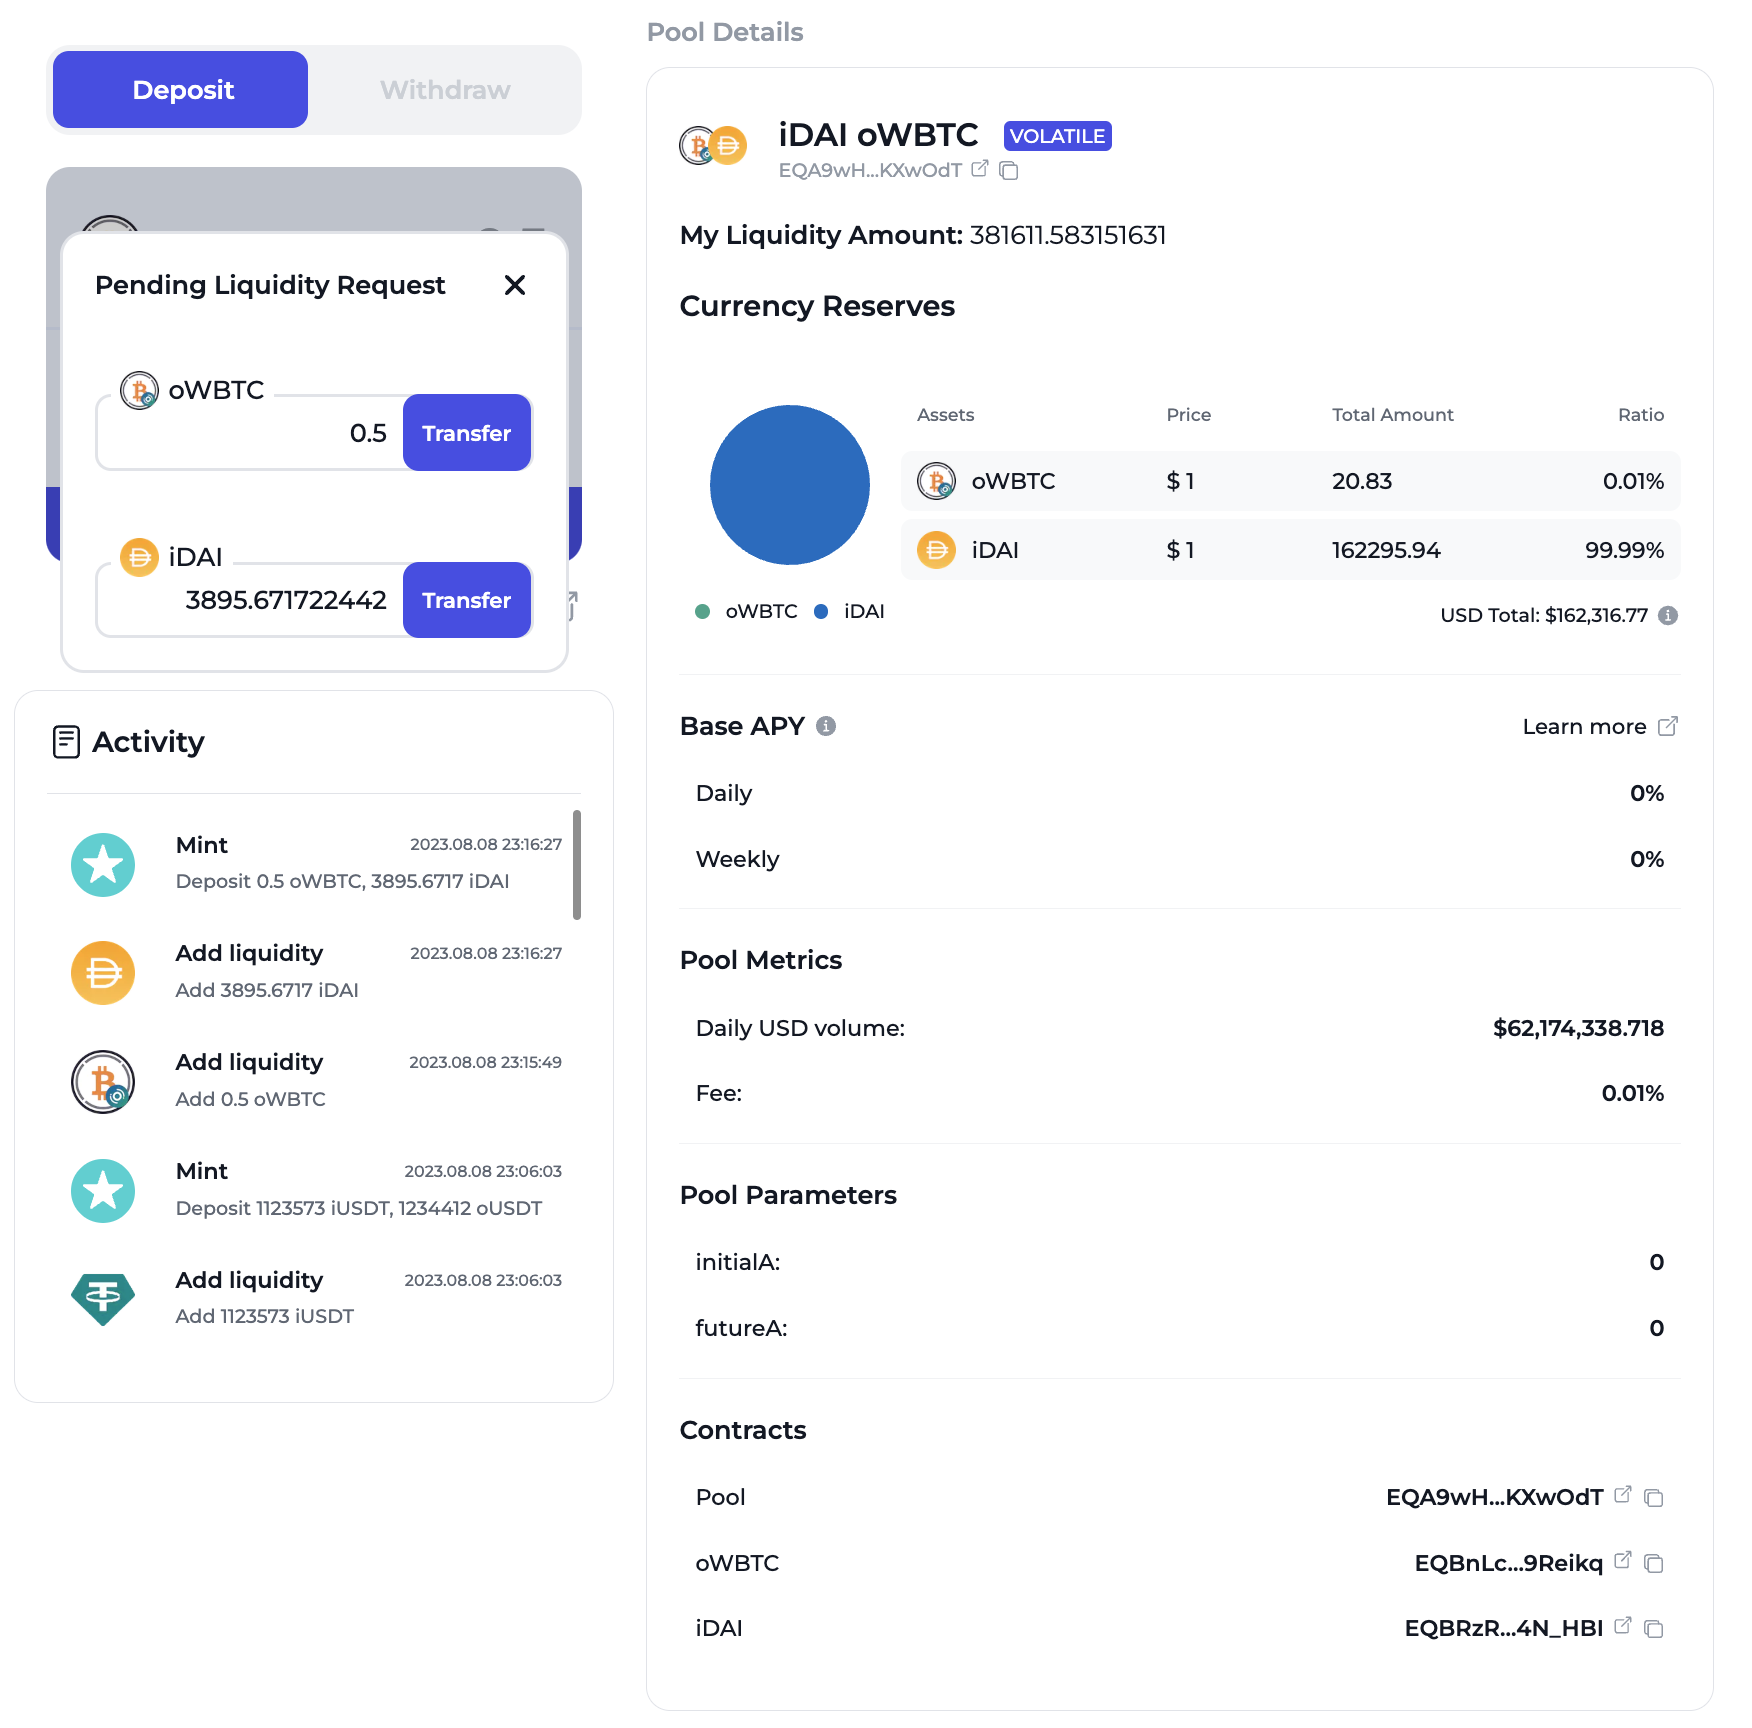 Deposit
Withdraw
Pending Liquidity Request
oWBTC
0.5
Transfer
iDAI
3895.671722442
Transfer
Activity
Mint
2023.08.08 23:16:27
Deposit 0.5 oWBTC, 3895.6717 iDAI
Add liquidity
2023.08.08 23:16:27
Add 3895.6717 iDAI
Add liquidity
2023.08.08 23:15:49
Add 0.5 oWBTC
Mint
2023.08.08 23:06:03
Deposit 1123573 iUSDT, 1234412 oUSDT
Add liquidity
2023.08.08 23:06:03
Add 1123573 iUSDT
Pool Details
iDAI oWBTC VOLATILE
EQA9wH...KXwOdT
My Liquidity Amount: 381611.583151631
Currency Reserves
Assets Price Total Amount Ratio
oWBTC $ 1 20.83 0.01%
iDAI $ 1 162295.94 99.99%
oWBTC iDAI
USD Total: $162,316.77
Base APY
Learn more
Daily 0%
Weekly 0%
Pool Metrics
Daily USD volume: $62,174,338.718
Fee: 0.01%
Pool Parameters
initialA: 0
futureA: 0
Contracts
Pool EQA9wH...KXwOdT
oWBTC EQBnLc...9Reikq
iDAI EQBRzR...4N_HBI